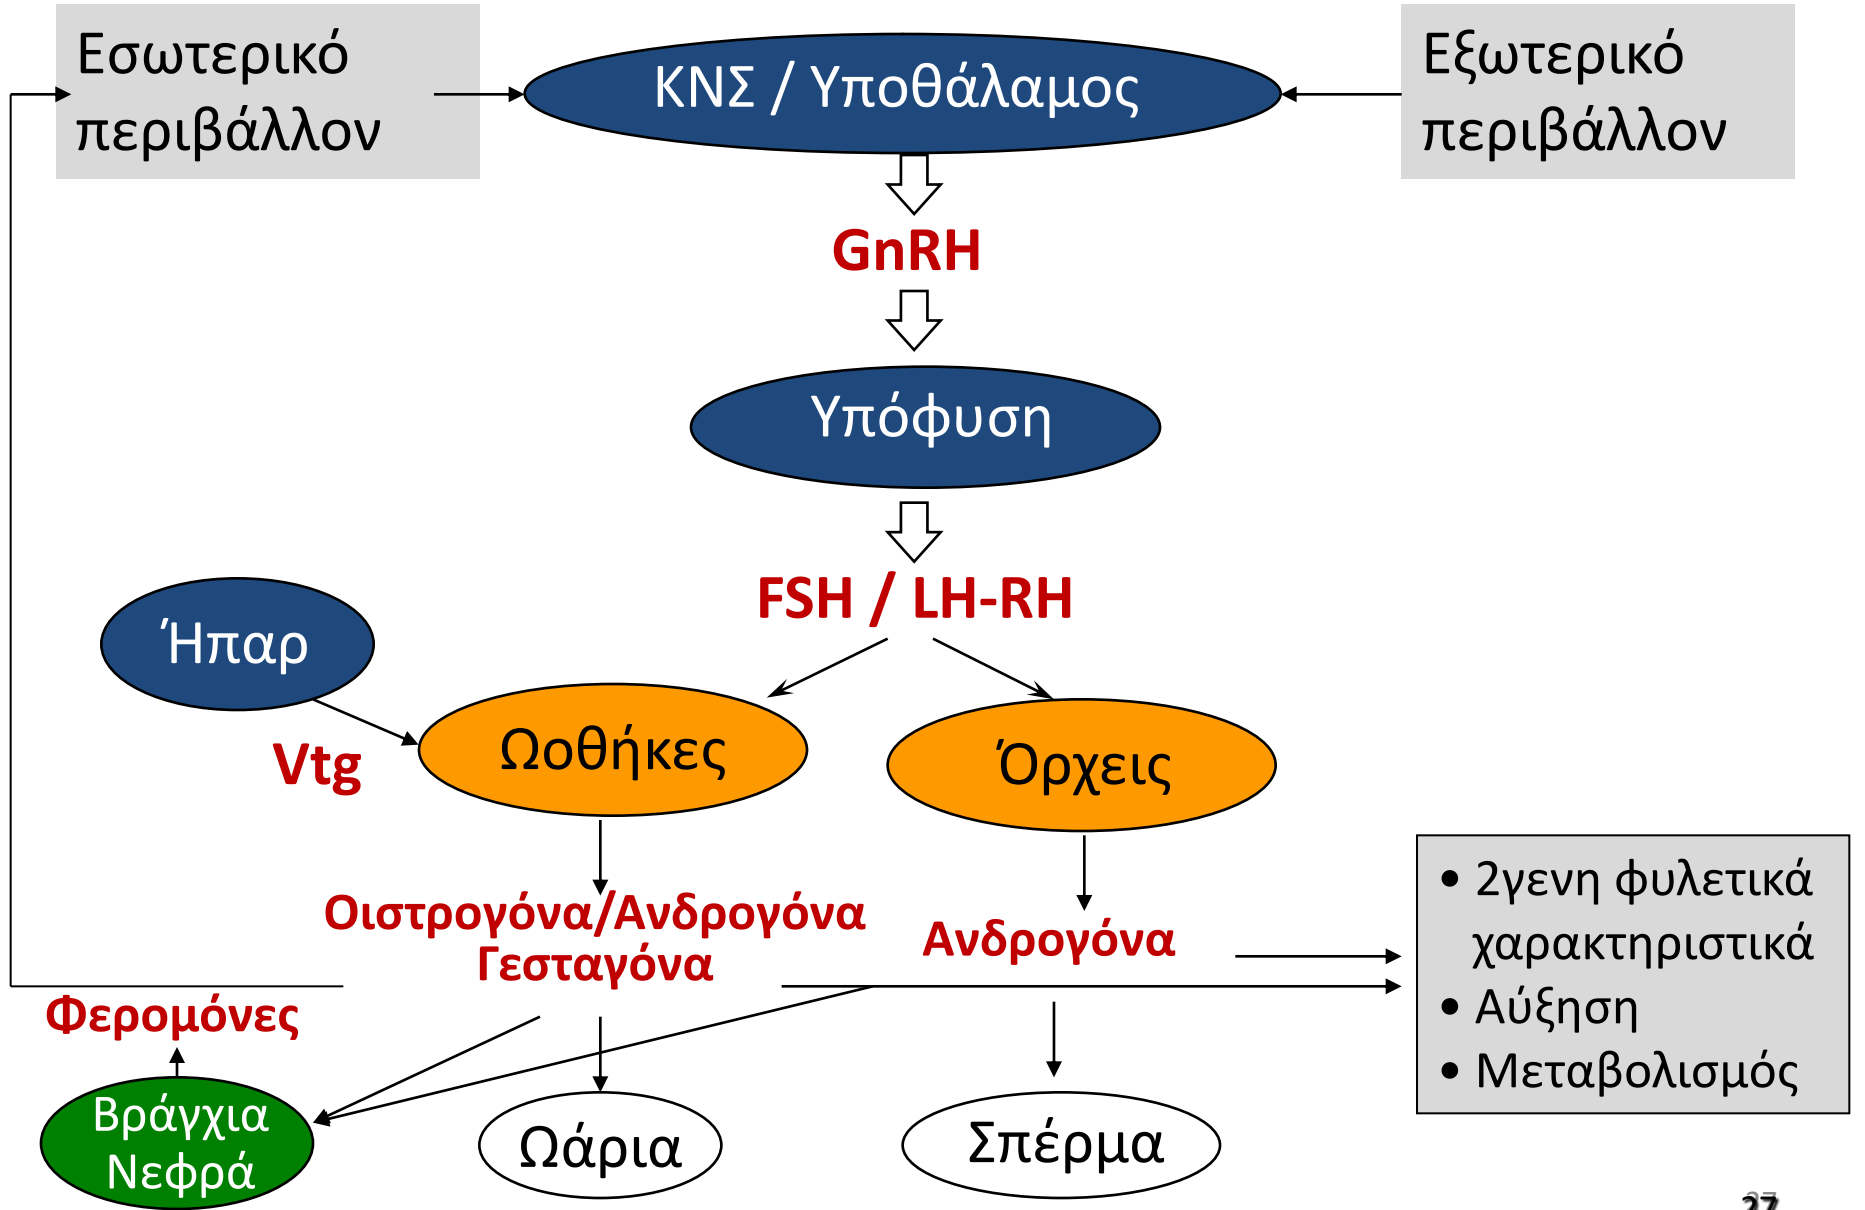 Εσωτερικό
περιβάλλον
ΚΝΣ / Υποθάλαμος
Εξωτερικό
περιβάλλον
GnRH
Υπόφυση
FSH / LH-RH
Ήπαρ
Vtg
Ωοθήκες
Όρχεις
Οιστρογόνα/Ανδρογόνα
Γεσταγόνα
Ανδρογόνα
• 2γενη φυλετικά
χαρακτηριστικά
• Αύξηση
• Μεταβολισμός
Φερομόνες
Βράγχια
Νεφρά
Ωάρια
Σπέρμα
27